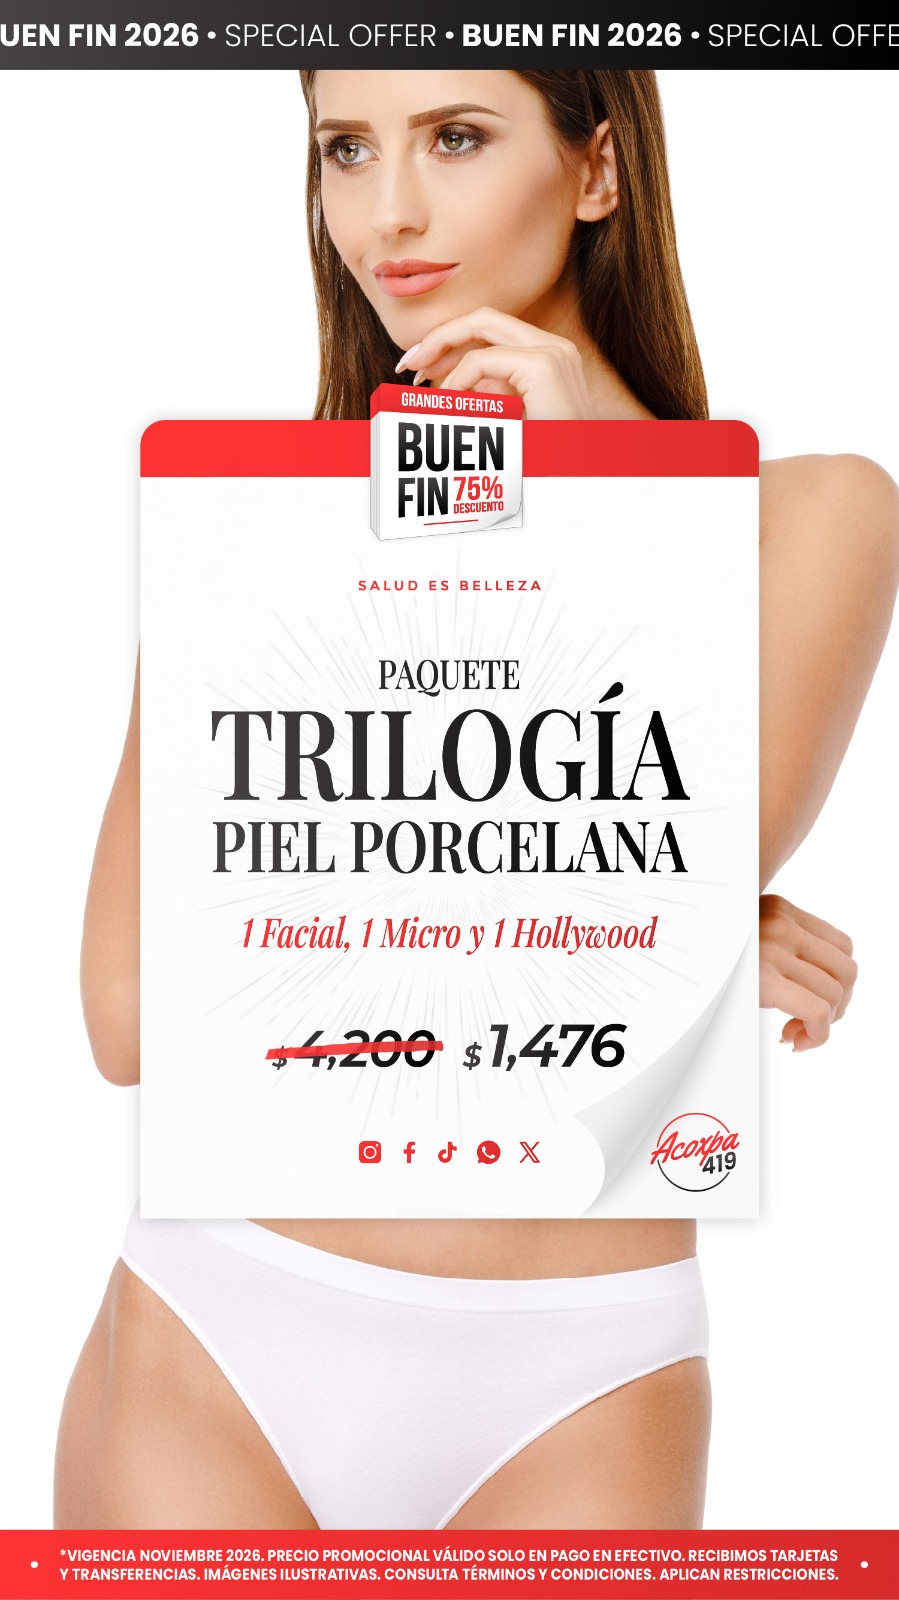 UEN FIN 2026 • SPECIAL OFFER • BUEN FIN 2026 • SPECIAL OFFE
GRANDES OFERTAS
BUEN
FIN 75%
DESCUENTO
SALUD ES BELLEZA
PAQUETE
TRILOGÍA
PIEL PORCELANA
1 Facial, 1 Micro y 1 Hollywood
$ 4,200 $ 1,476
Acoxpa
419
• *VIGENCIA NOVIEMBRE 2026. PRECIO PROMOCIONAL VÁLIDO SOLO EN PAGO EN EFECTIVO. RECIBIMOS TARJETAS •
Y TRANSFERENCIAS. IMÁGENES ILUSTRATIVAS. CONSULTA TÉRMINOS Y CONDICIONES. APLICAN RESTRICCIONES.